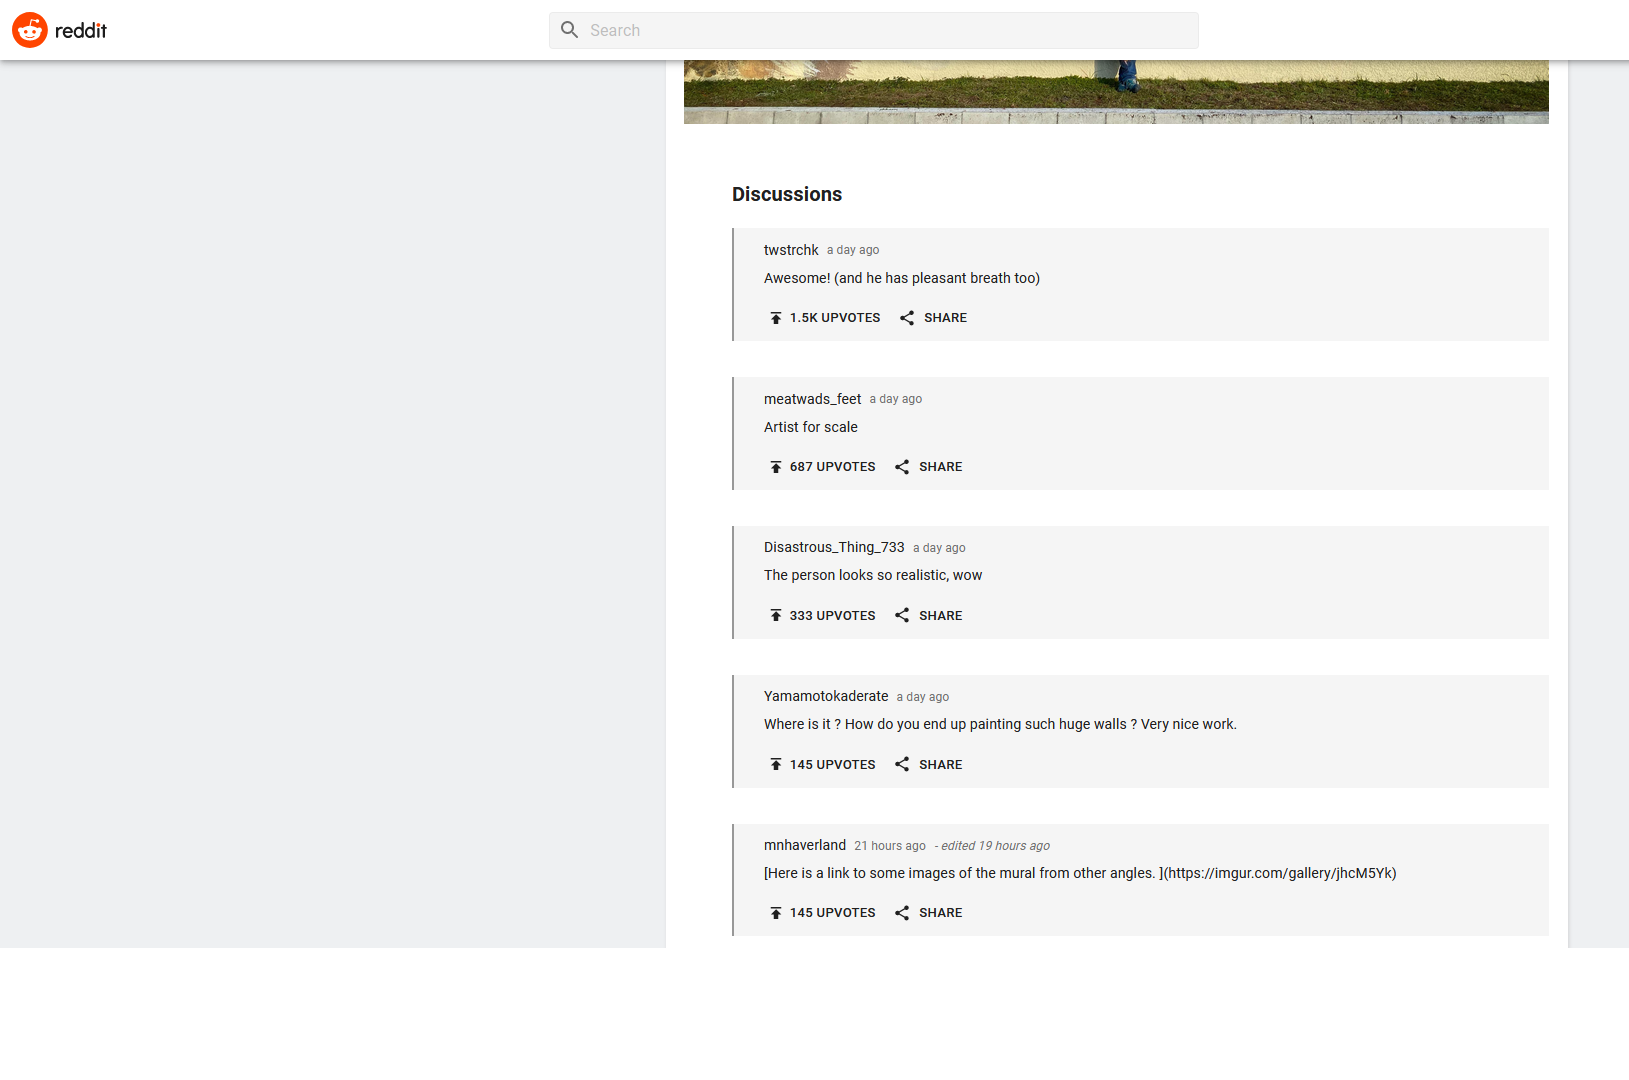 reddit
Search
Discussions
twstrchk a day ago
Awesome! (and he has pleasant breath too)
1.5K UPVOTES SHARE
meatwads_feet a day ago
Artist for scale
687 UPVOTES SHARE
Disastrous_Thing_733 a day ago
The person looks so realistic, wow
333 UPVOTES SHARE
Yamamotokaderate a day ago
Where is it ? How do you end up painting such huge walls ? Very nice work.
145 UPVOTES SHARE
mnhaverland 21 hours ago - edited 19 hours ago
[Here is a link to some images of the mural from other angles. ](https://imgur.com/gallery/jhcM5Yk)
145 UPVOTES SHARE